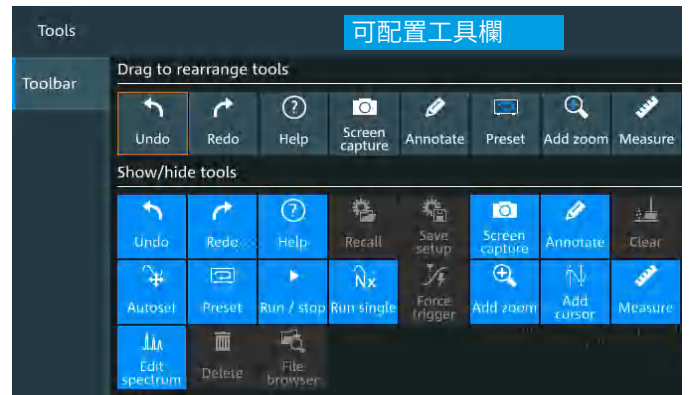 Tools
可配置工具欄
Toolbar
Drag to rearrange tools
Undo Redo Help Screen capture Annotate Preset Add zoom Measure
Show/hide tools
Undo Redo Help Recall Save setup Screen capture Annotate Clear
Autoset Preset Run / stop Run single Force trigger Add zoom Add cursor Measure
Edit spectrum Delete File browser